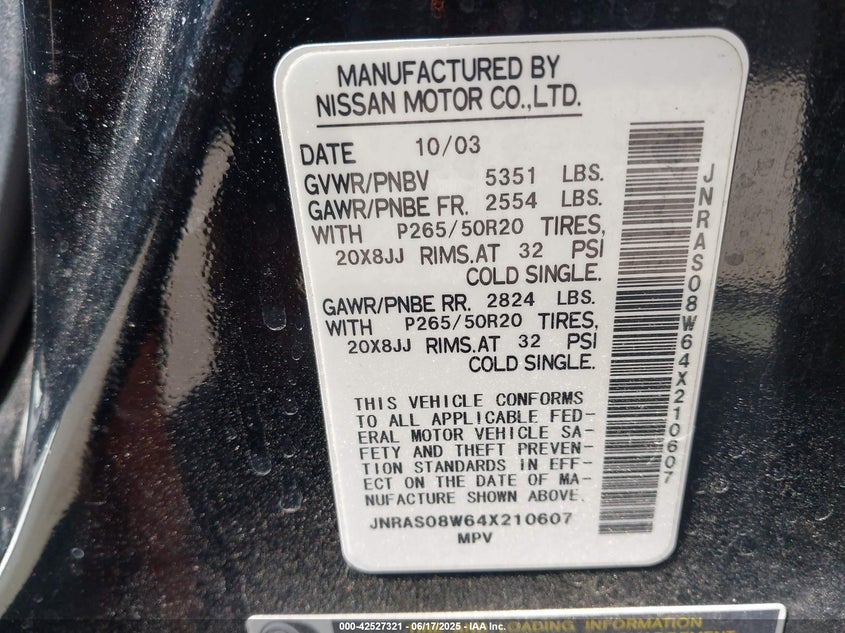 MANUFACTURED BY
NISSAN MOTOR CO.,LTD.
DATE 10/03
GVWR/PNBV 5351 LBS.
GAWR/PNBE FR. 2554 LBS.
WITH P265/50R20 TIRES,
20X8JJ RIMS.AT 32 PSI
COLD SINGLE.
GAWR/PNBE RR. 2824 LBS.
WITH P265/50R20 TIRES,
20X8JJ RIMS.AT 32 PSI
COLD SINGLE.
THIS VEHICLE CONFORMS
TO ALL APPLICABLE FED-
ERAL MOTOR VEHICLE SA-
FETY AND THEFT PREVEN-
TION STANDARDS IN EFF-
ECT ON THE DATE OF MA-
NUFACTURE SHOWN ABOVE.
JNRAS08W64X210607
MPV
JNRAS08W64X210607
LOADING INFORMATION
000-42527321 - 06/17/2025 - IAA Inc.